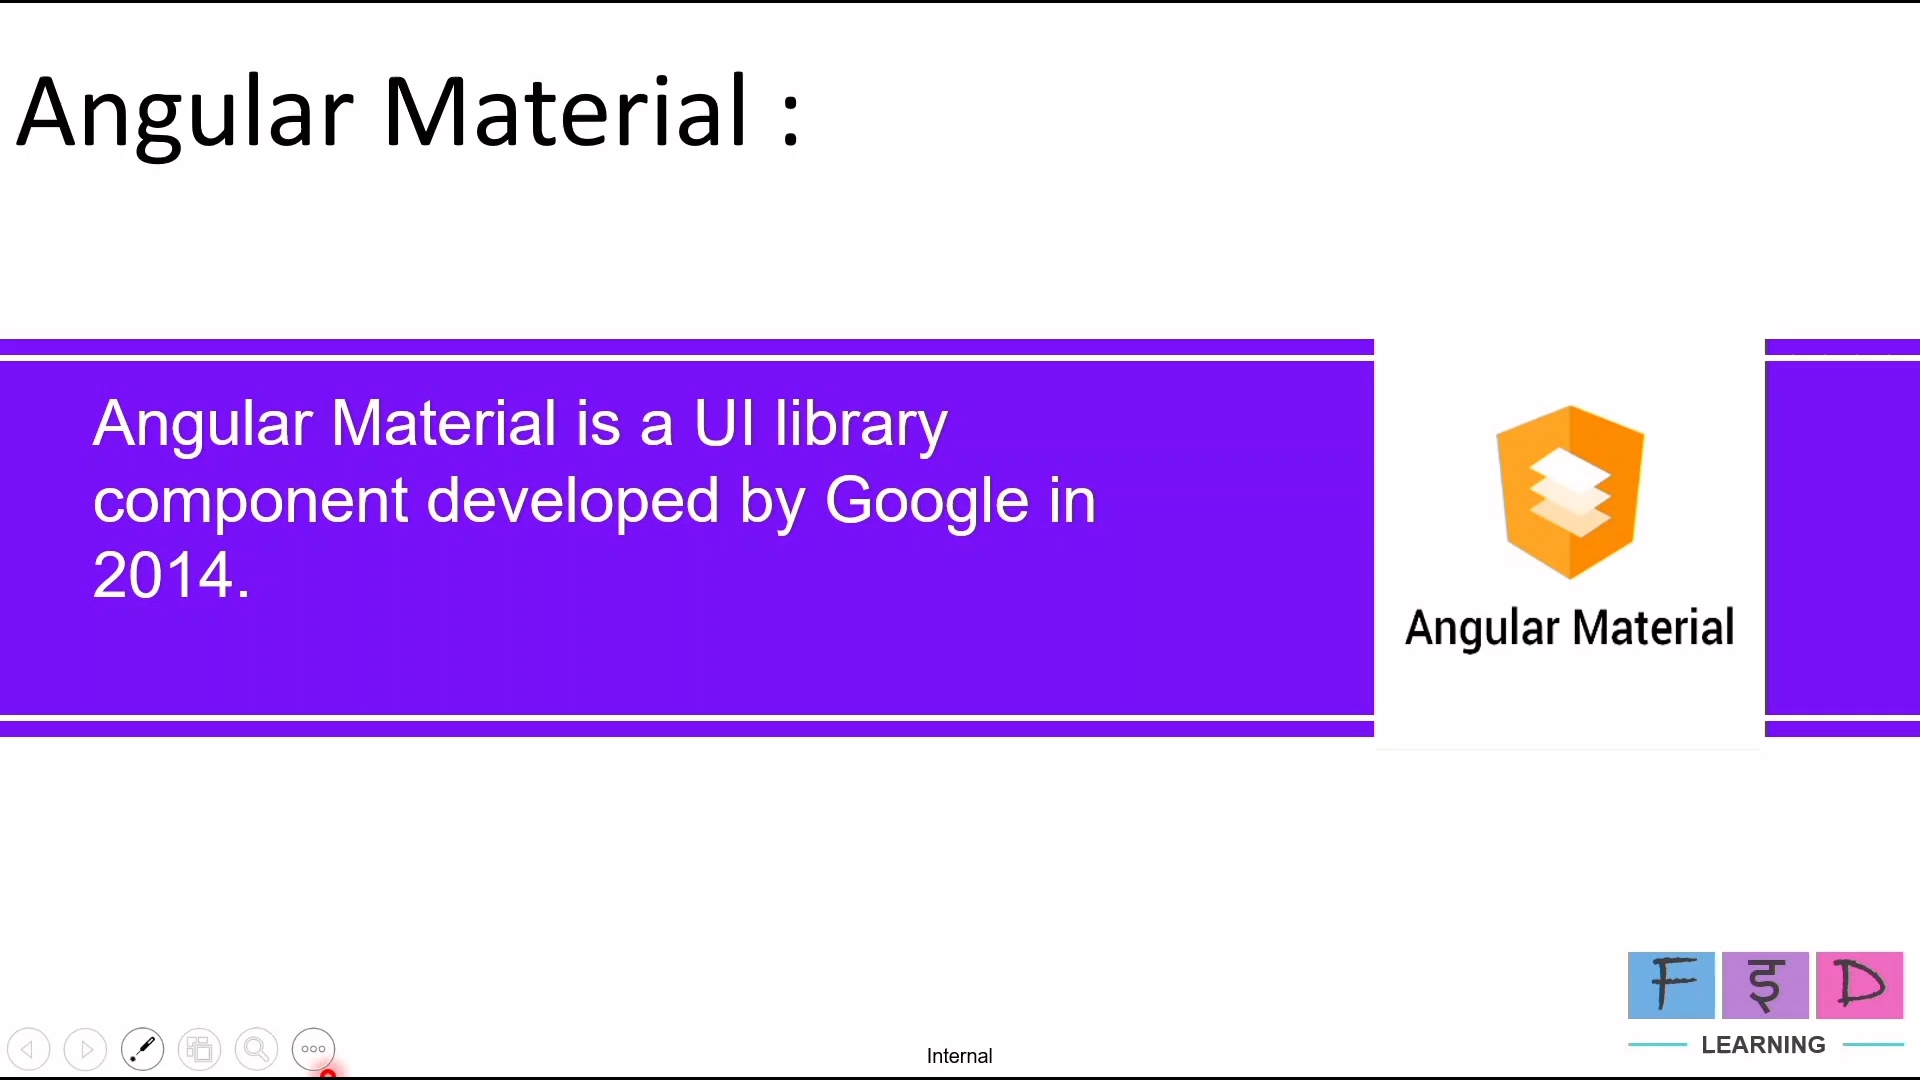 Angular Material :
Angular Material is a UI library
component developed by Google in
2014.
Angular Material
F इ D
LEARNING
Internal